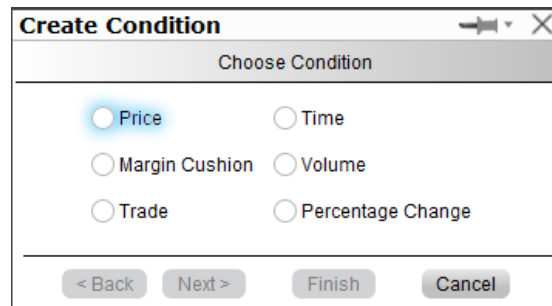 Create Condition
Choose Condition
Price
Time
Margin Cushion
Volume
Trade
Percentage Change
< Back
Next >
Finish
Cancel